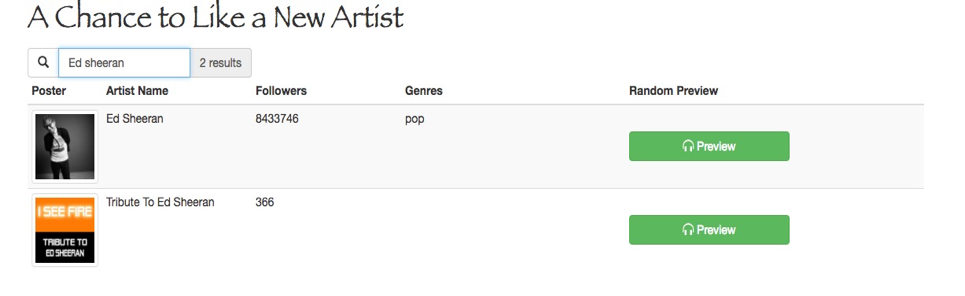 A Chance to Like a New Artist
Ed sheeran 2 results
Poster Artist Name Followers Genres Random Preview
Ed Sheeran 8433746 pop
Preview
Tribute To Ed Sheeran 366
I SEE FIRE
TRIBUTE TO
ED SHEERAN
Preview